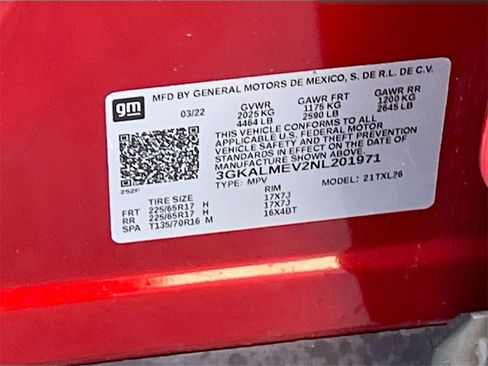 gm
MFD BY GENERAL MOTORS DE MEXICO, S. DE R.L. DE C.V.
03/22 GVWR GAWR FRT GAWR RR
2025 KG 1175 KG 1200 KG
4464 LB 2590 LB 2645 LB
THIS VEHICLE CONFORMS TO ALL
APPLICABLE U.S. FEDERAL MOTOR
VEHICLE SAFETY AND THEFT PREVENTION
STANDARDS IN EFFECT ON THE DATE OF
MANUFACTURE SHOWN ABOVE.
3GKALMEV2NL201971
TYPE: MPV MODEL: 21TXL26
TIRE SIZE RIM
FRT 225/65R17 H 17X7J
RR 225/65R17 H 17X7J
SPA T135/70R16 M 16X4BT